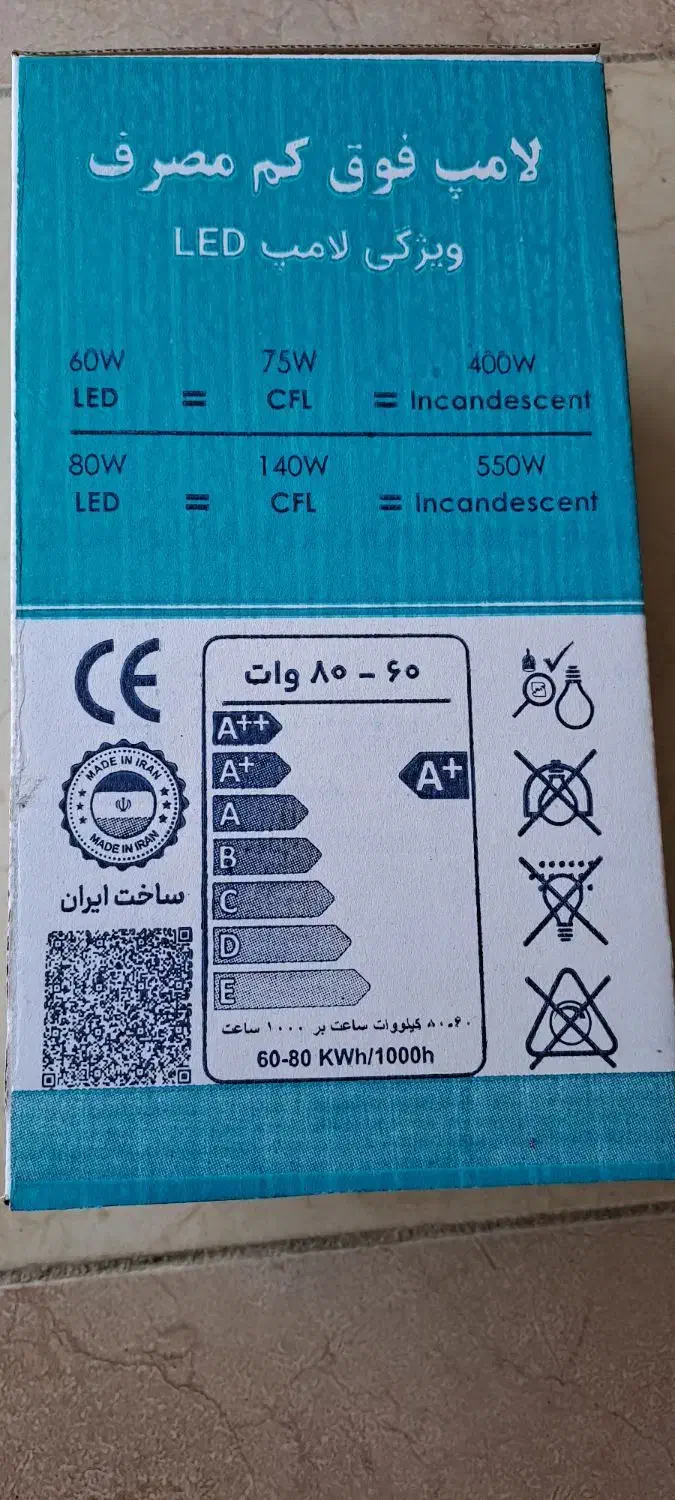 لامپ فوق کم مصرف
ویژگی لامپ LED
60W 75W 400W
LED = CFL = Incandescent
80W 140W 550W
LED = CFL = Incandescent
CE
MADE IN IRAN
MADE IN IRAN
ساخت ایران
۶۰ - ۸۰ وات
A++
A+
A+
A
B
C
D
E
۶۰-۸۰ کیلووات ساعت بر ۱۰۰۰ ساعت
60-80 KWh/1000h